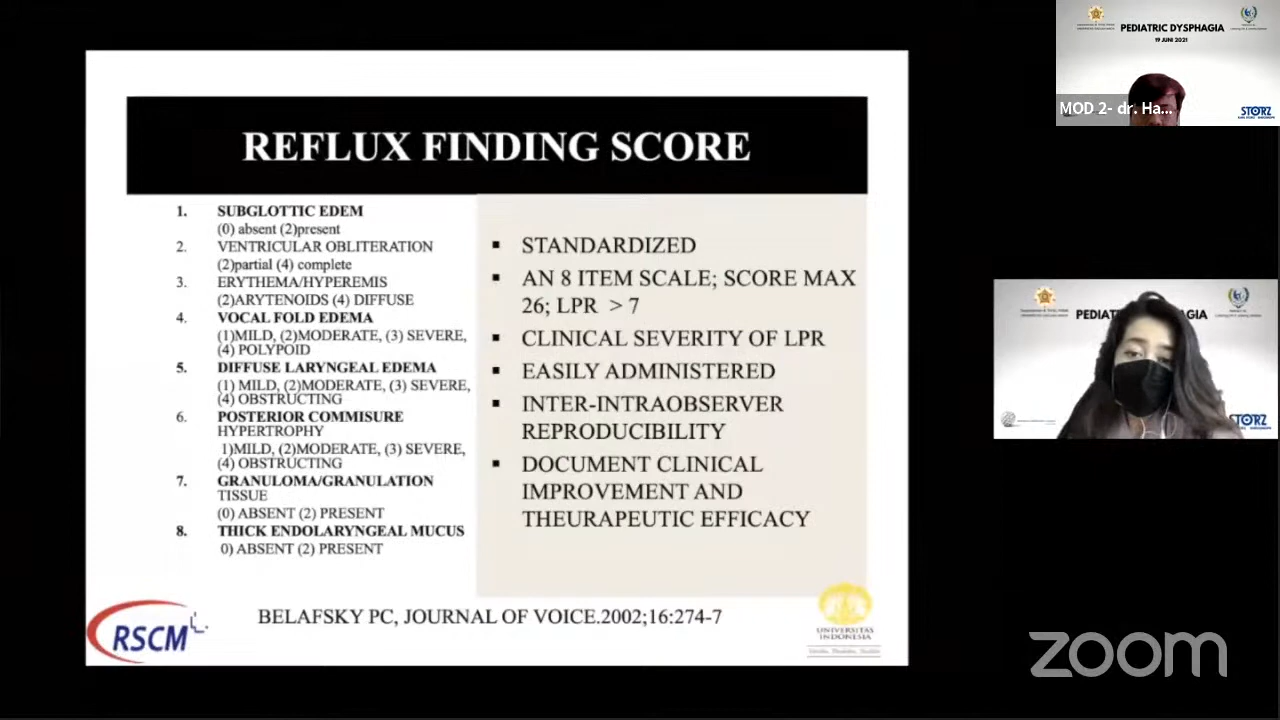 REFLUX FINDING SCORE
1. SUBGLOTTIC EDEM
(0) absent (2)present
2. VENTRICULAR OBLITERATION
(2)partial (4) complete
3. ERYTHEMA/HYPEREMIS
(2)ARYTENOIDS (4) DIFFUSE
4. VOCAL FOLD EDEMA
(1)MILD, (2)MODERATE, (3) SEVERE,
(4) POLYPOID
5. DIFFUSE LARYNGEAL EDEMA
(1) MILD, (2)MODERATE, (3) SEVERE,
(4) OBSTRUCTING
6. POSTERIOR COMMISURE
HYPERTROPHY
1)MILD, (2)MODERATE, (3) SEVERE,
(4) OBSTRUCTING
7. GRANULOMA/GRANULATION
TISSUE
(0) ABSENT (2) PRESENT
8. THICK ENDOLARYNGEAL MUCUS
0) ABSENT (2) PRESENT
▪ STANDARDIZED
▪ AN 8 ITEM SCALE; SCORE MAX
26; LPR > 7
▪ CLINICAL SEVERITY OF LPR
▪ EASILY ADMINISTERED
▪ INTER-INTRAOBSERVER
REPRODUCIBILITY
▪ DOCUMENT CLINICAL
IMPROVEMENT AND
THEURAPEUTIC EFFICACY
RSCM
BELAFSKY PC, JOURNAL OF VOICE.2002;16:274-7
UNIVERSITAS
INDONESIA
PEDIATRIC DYSPHAGIA
19 JUNI 2021
MOD 2- dr. Ha...
STORZ
PEDIAT
GIA
STORZ
zoom